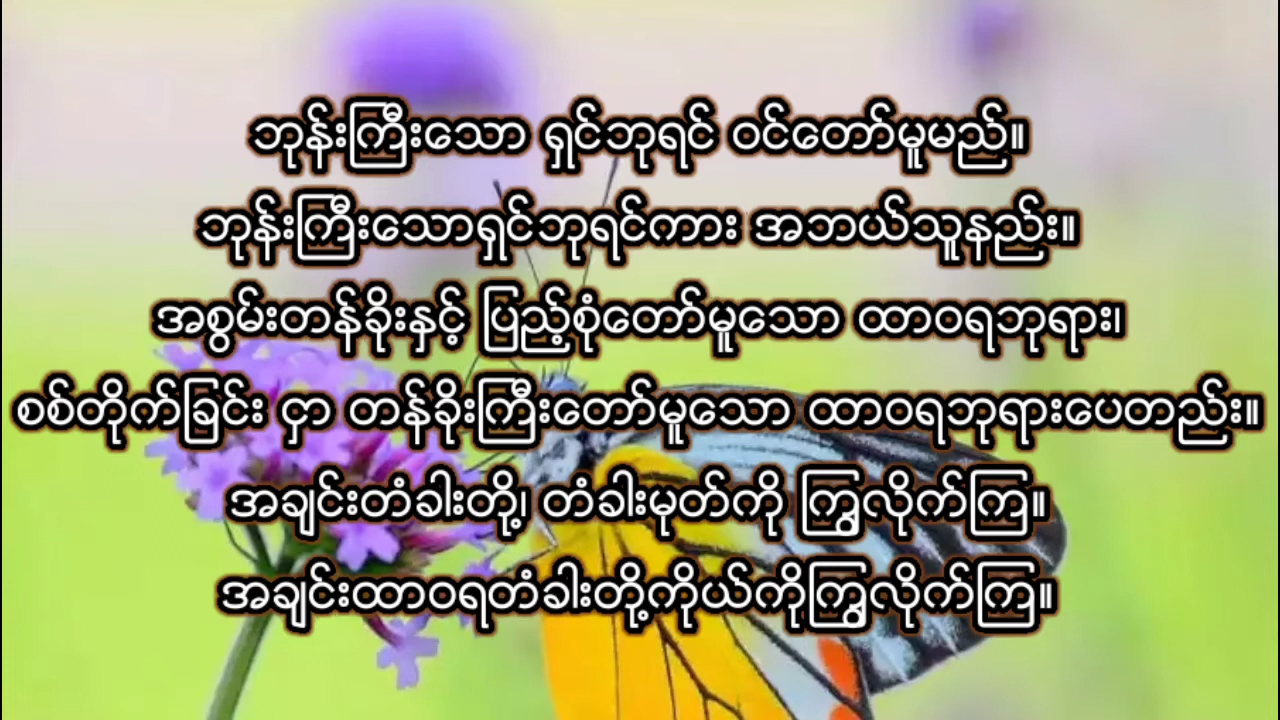 ဘုန်းကြီးသော ရှင်ဘုရင် ဝင်တော်မူမည်။
ဘုန်းကြီးသောရှင်ဘုရင်ကား အဘယ်သူနည်း။
အစွမ်းတန်ခိုးနှင့် ပြည့်စုံတော်မူသော ထာဝရဘုရား၊
စစ်တိုက်ခြင်း ငှာ တန်ခိုးကြီးတော်မူသော ထာဝရဘုရားပေတည်း။
အချင်းတံခါးတို့၊ တံခါးမုတ်ကို ကြွလိုက်ကြ။
အချင်းထာဝရတံခါးတို့ကိုယ်ကိုကြွလိုက်ကြ။